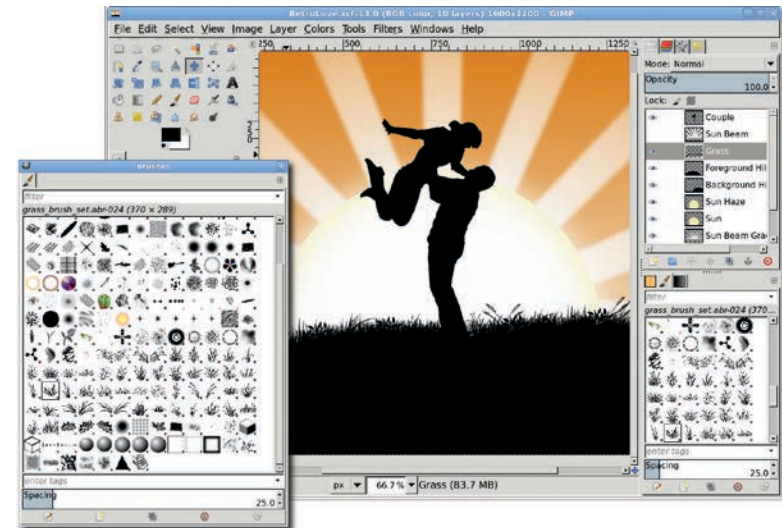 RetroLove.xcf-13.0 (RGB color, 10 layers) 1600x1200 – GIMP
File Edit Select View Image Layer Colors Tools Filters Windows Help
250 500 750 1000 1250
Mode: Normal
Opacity
100.0
Lock:
Couple
Sun Beam
Grass
Foreground Hil
Background Hi
Sun Haze
Sun
Sun Beam Gra
Brushes
filter
grass_brush_set.abr-024 (370 × 289)
enter tags
Spacing
25.0
px 66.7% Grass (83.7 MB)
filter
grass_brush_set.abr-024 (370...
enter tags
Spacing
25.0